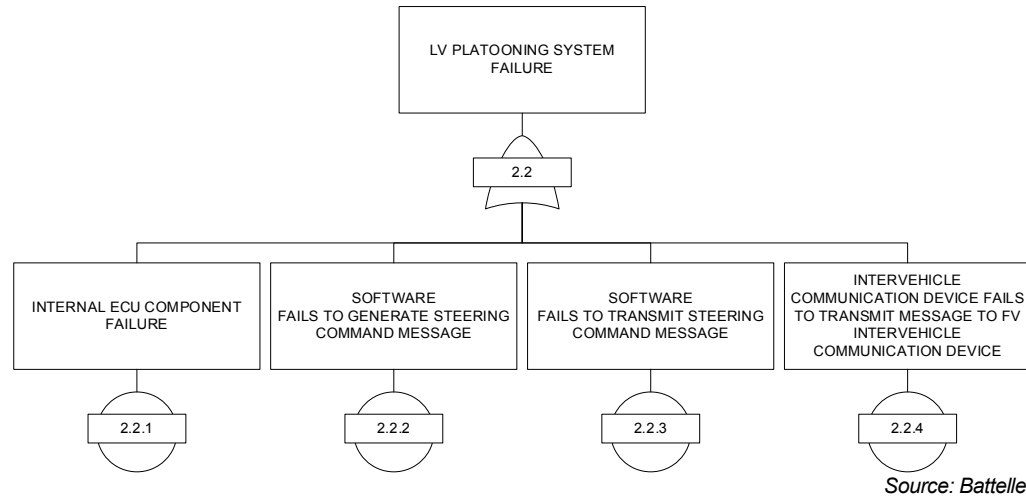 LV PLATOONING SYSTEM
FAILURE
2.2
INTERNAL ECU COMPONENT
FAILURE
SOFTWARE
FAILS TO GENERATE STEERING
COMMAND MESSAGE
SOFTWARE
FAILS TO TRANSMIT STEERING
COMMAND MESSAGE
INTERVEHICLE
COMMUNICATION DEVICE FAILS
TO TRANSMIT MESSAGE TO FV
INTERVEHICLE
COMMUNICATION DEVICE
2.2.1
2.2.2
2.2.3
2.2.4
Source: Battelle